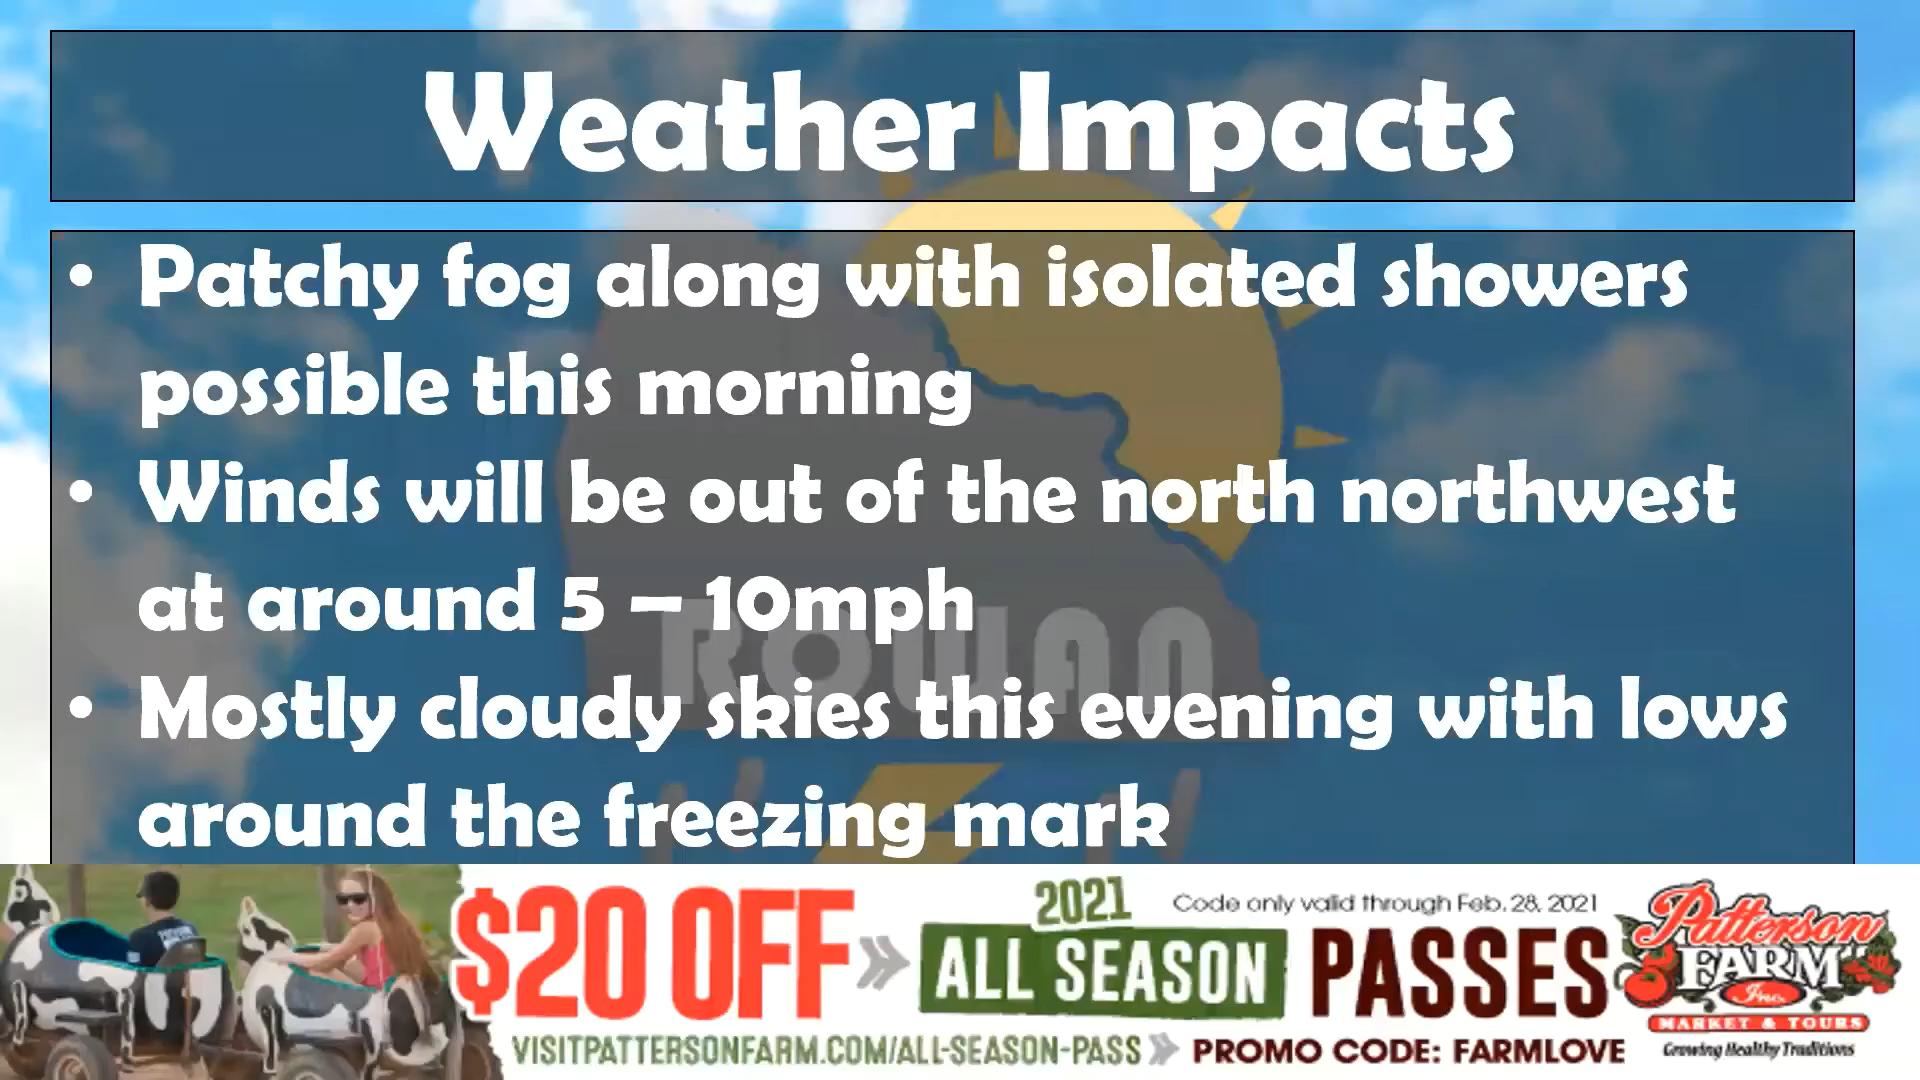 Weather Impacts
• Patchy fog along with isolated showers
possible this morning
• Winds will be out of the north northwest
at around 5 – 10mph
ROWAN
• Mostly cloudy skies this evening with lows
around the freezing mark
$20 OFF
2021
ALL SEASON
Code only valid through Feb. 28, 2021
PASSES
VISITPATTERSONFARM.COM/ALL-SEASON-PASS
PROMO CODE: FARMLOVE
Patterson
FARM
Inc.
MARKET & TOURS
Growing Healthy Traditions